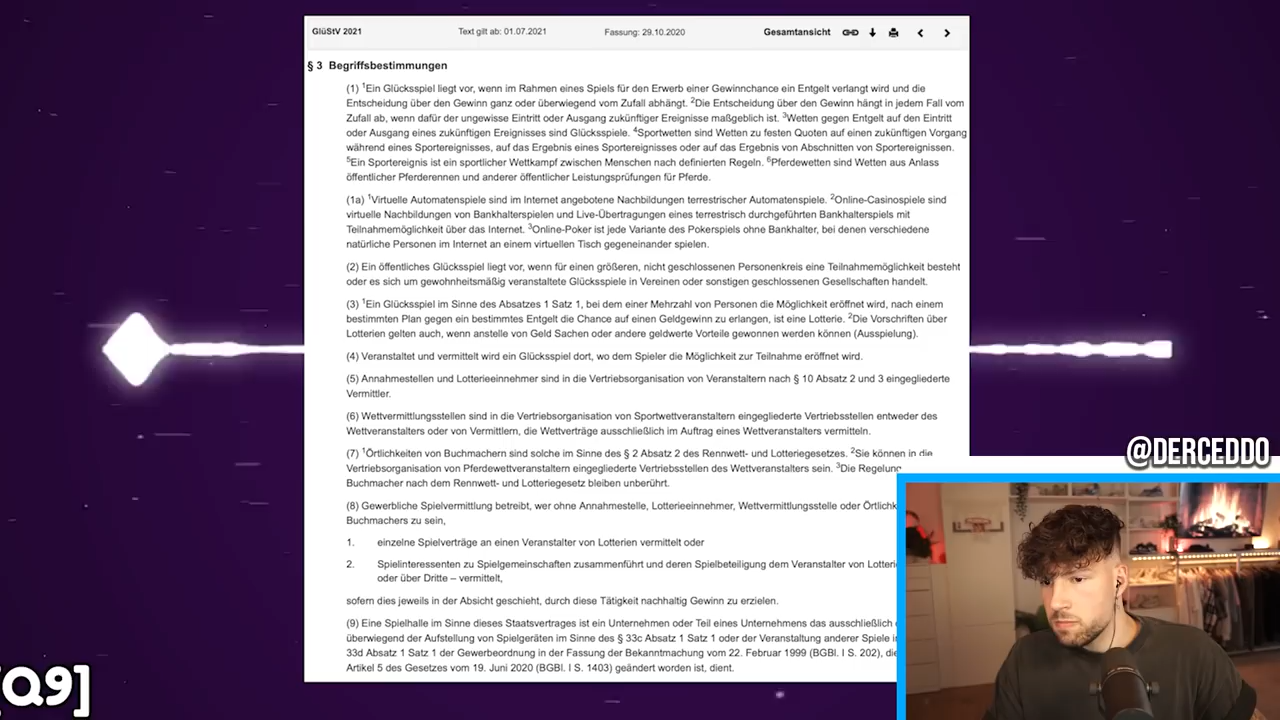 GlüStV 2021
Text gilt ab: 01.07.2021
Fassung: 29.10.2020
Gesamtansicht
§ 3 Begriffsbestimmungen
(1) ¹Ein Glücksspiel liegt vor, wenn im Rahmen eines Spiels für den Erwerb einer Gewinnchance ein Entgelt verlangt wird und die
Entscheidung über den Gewinn ganz oder überwiegend vom Zufall abhängt. ²Die Entscheidung über den Gewinn hängt in jedem Fall vom
Zufall ab, wenn dafür der ungewisse Eintritt oder Ausgang zukünftiger Ereignisse maßgeblich ist. ³Wetten gegen Entgelt auf den Eintritt
oder Ausgang eines zukünftigen Ereignisses sind Glücksspiele. ⁴Sportwetten sind Wetten zu festen Quoten auf einen zukünftigen Vorgang
während eines Sportereignisses, auf das Ergebnis eines Sportereignisses oder auf das Ergebnis von Abschnitten von Sportereignissen.
⁵Ein Sportereignis ist ein sportlicher Wettkampf zwischen Menschen nach definierten Regeln. ⁶Pferdewetten sind Wetten aus Anlass
öffentlicher Pferderennen und anderer öffentlicher Leistungsprüfungen für Pferde.
(1a) ¹Virtuelle Automatenspiele sind im Internet angebotene Nachbildungen terrestrischer Automatenspiele. ²Online-Casinospiele sind
virtuelle Nachbildungen von Bankhalterspielen und Live-Übertragungen eines terrestrisch durchgeführten Bankhalterspiels mit
Teilnahmemöglichkeit über das Internet. ³Online-Poker ist jede Variante des Pokerspiels ohne Bankhalter, bei denen verschiedene
natürliche Personen im Internet an einem virtuellen Tisch gegeneinander spielen.
(2) Ein öffentliches Glücksspiel liegt vor, wenn für einen größeren, nicht geschlossenen Personenkreis eine Teilnahmemöglichkeit besteht
oder es sich um gewohnheitsmäßig veranstaltete Glücksspiele in Vereinen oder sonstigen geschlossenen Gesellschaften handelt.
(3) ¹Ein Glücksspiel im Sinne des Absatzes 1 Satz 1, bei dem einer Mehrzahl von Personen die Möglichkeit eröffnet wird, nach einem
bestimmten Plan gegen ein bestimmtes Entgelt die Chance auf einen Geldgewinn zu erlangen, ist eine Lotterie. ²Die Vorschriften über
Lotterien gelten auch, wenn anstelle von Geld Sachen oder andere geldwerte Vorteile gewonnen werden können (Ausspielung).
(4) Veranstaltet und vermittelt wird ein Glücksspiel dort, wo dem Spieler die Möglichkeit zur Teilnahme eröffnet wird.
(5) Annahmestellen und Lotterieeinnehmer sind in die Vertriebsorganisation von Veranstaltern nach § 10 Absatz 2 und 3 eingegliederte
Vermittler.
(6) Wettvermittlungsstellen sind in die Vertriebsorganisation von Sportwettveranstaltern eingegliederte Vertriebsstellen entweder des
Wettveranstalters oder von Vermittlern, die Wettverträge ausschließlich im Auftrag eines Wettveranstalters vermitteln.
(7) ¹Örtlichkeiten von Buchmachern sind solche im Sinne des § 2 Absatz 2 des Rennwett- und Lotteriegesetzes. ²Sie können in die
Vertriebsorganisation von Pferdewettveranstaltern eingegliederte Vertriebsstellen des Wettveranstalters sein. ³Die Regelung
Buchmacher nach dem Rennwett- und Lotteriegesetz bleiben unberührt.
(8) Gewerbliche Spielvermittlung betreibt, wer ohne Annahmestelle, Lotterieeinnehmer, Wettvermittlungsstelle oder Örtlichk
Buchmachers zu sein,
1. einzelne Spielverträge an einen Veranstalter von Lotterien vermittelt oder
2. Spielinteressenten zu Spielgemeinschaften zusammenführt und deren Spielbeteiligung dem Veranstalter von Lotteri
oder über Dritte – vermittelt,
sofern dies jeweils in der Absicht geschieht, durch diese Tätigkeit nachhaltig Gewinn zu erzielen.
(9) Eine Spielhalle im Sinne dieses Staatsvertrages ist ein Unternehmen oder Teil eines Unternehmens das ausschließlich
überwiegend der Aufstellung von Spielgeräten im Sinne des § 33c Absatz 1 Satz 1 oder der Veranstaltung anderer Spiele i
33d Absatz 1 Satz 1 der Gewerbeordnung in der Fassung der Bekanntmachung vom 22. Februar 1999 (BGBl. I S. 202), die
Artikel 5 des Gesetzes vom 19. Juni 2020 (BGBl. I S. 1403) geändert worden ist, dient.
@DERCEDDO
Q9]